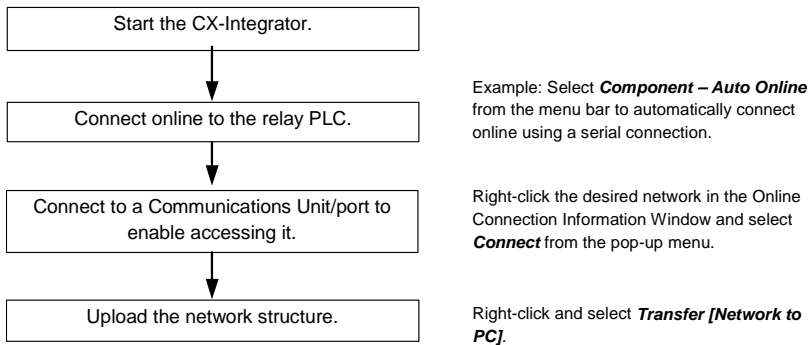 Start the CX-Integrator.
Connect online to the relay PLC.
Example: Select Component – Auto Online
from the menu bar to automatically connect
online using a serial connection.
Connect to a Communications Unit/port to
enable accessing it.
Right-click the desired network in the Online
Connection Information Window and select
Connect from the pop-up menu.
Upload the network structure.
Right-click and select Transfer [Network to
PC].